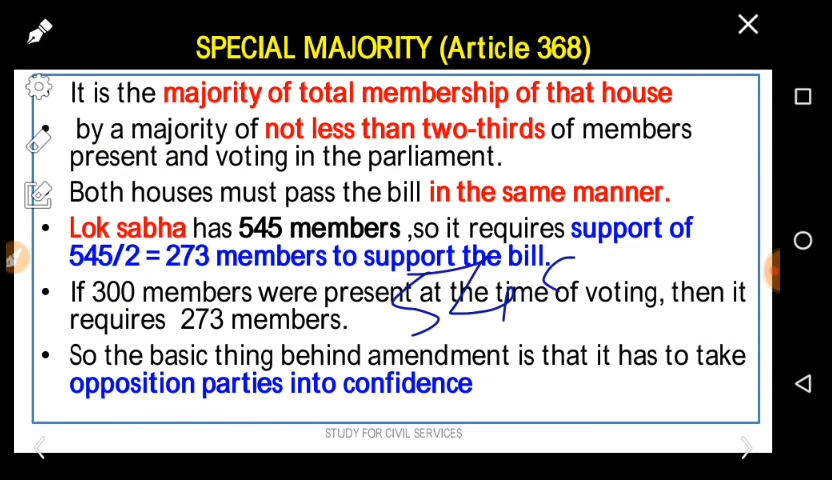 SPECIAL MAJORITY (Article 368)
• It is the majority of total membership of that house
• by a majority of not less than two-thirds of members
present and voting in the parliament.
• Both houses must pass the bill in the same manner.
• Lok sabha has 545 members ,so it requires support of
545/2 = 273 members to support the bill.
• If 300 members were present at the time of voting, then it
requires 273 members.
54
• So the basic thing behind amendment is that it has to take
opposition parties into confidence
STUDY FOR CIVIL SERVICES